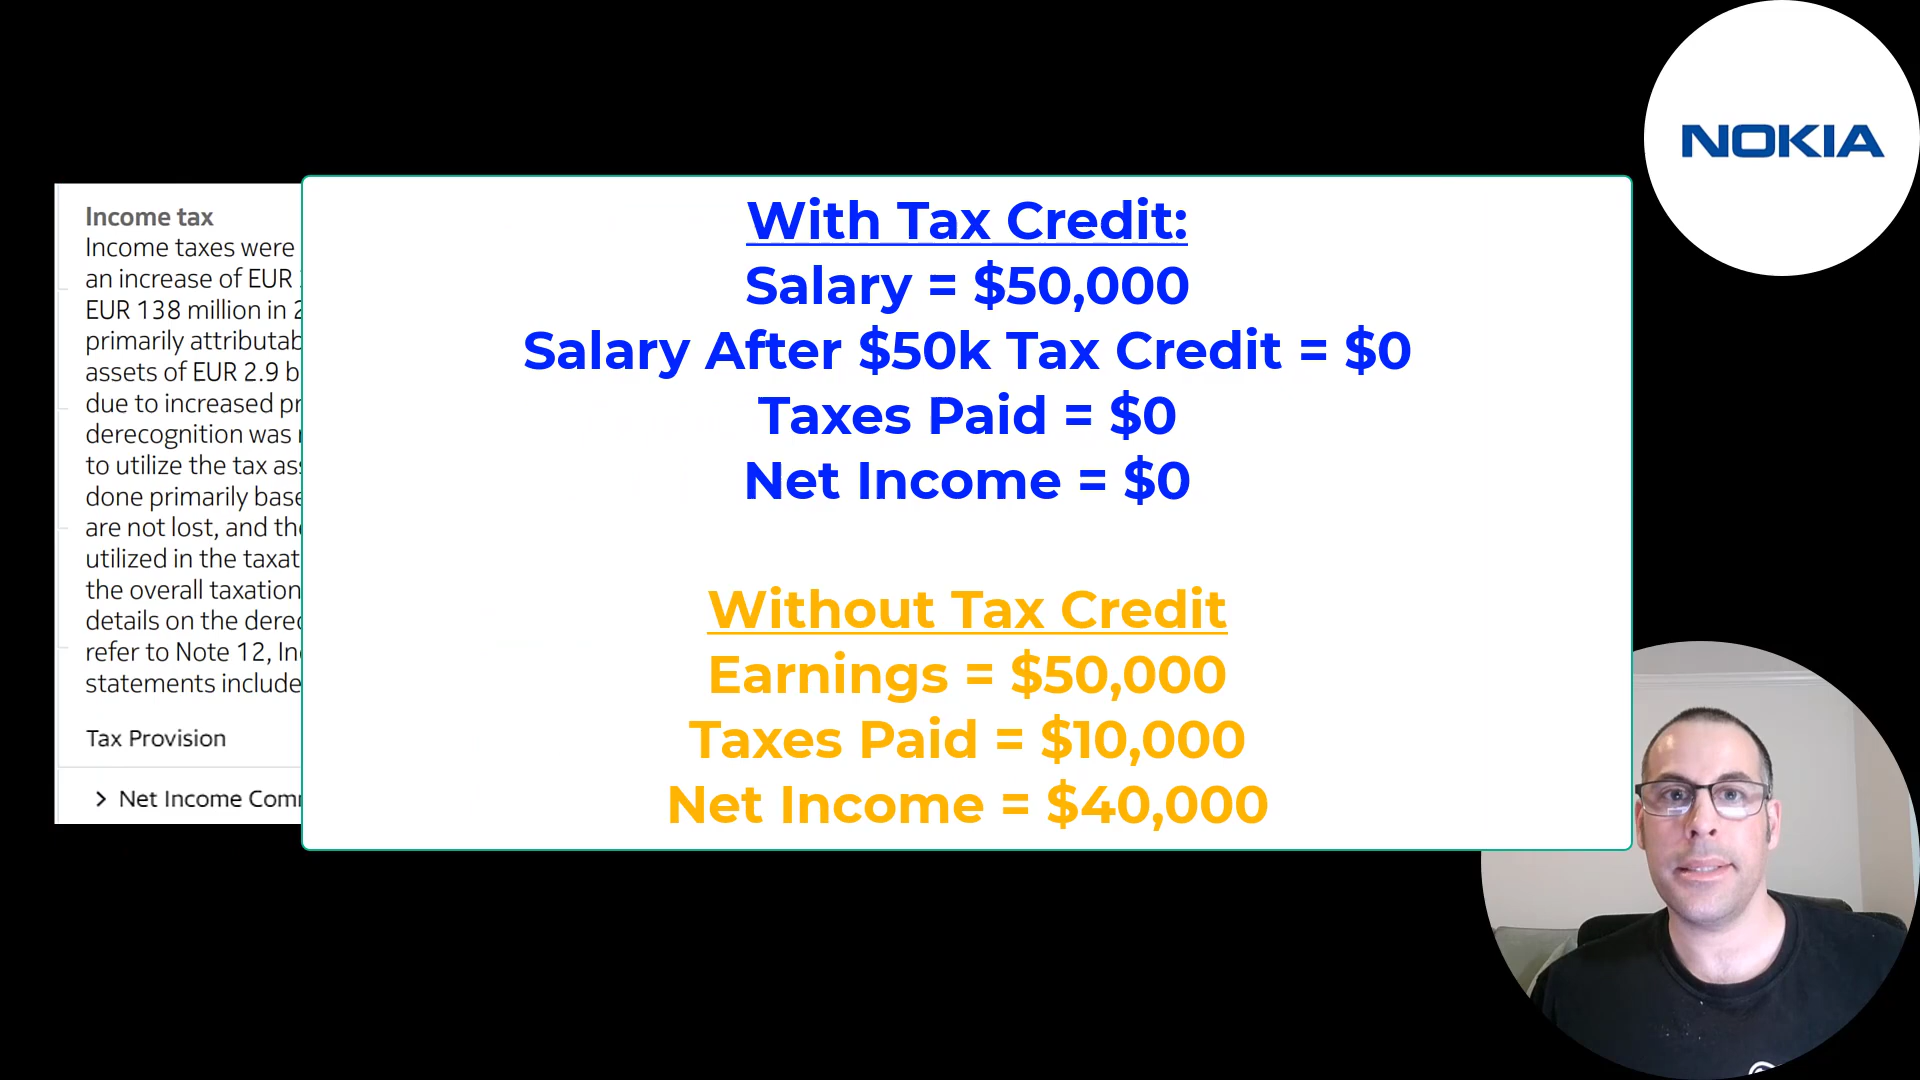 NOKIA
Income tax
Income taxes were
an increase of EUR
EUR 138 million in 2
primarily attributab
assets of EUR 2.9 b
due to increased pr
derecognition was
to utilize the tax ass
done primarily base
are not lost, and the
utilized in the taxat
the overall taxation
details on the derec
refer to Note 12, In
statements include
Tax Provision
Net Income Com
With Tax Credit:
Salary = $50,000
Salary After $50k Tax Credit = $0
Taxes Paid = $0
Net Income = $0
Without Tax Credit
Earnings = $50,000
Taxes Paid = $10,000
Net Income = $40,000